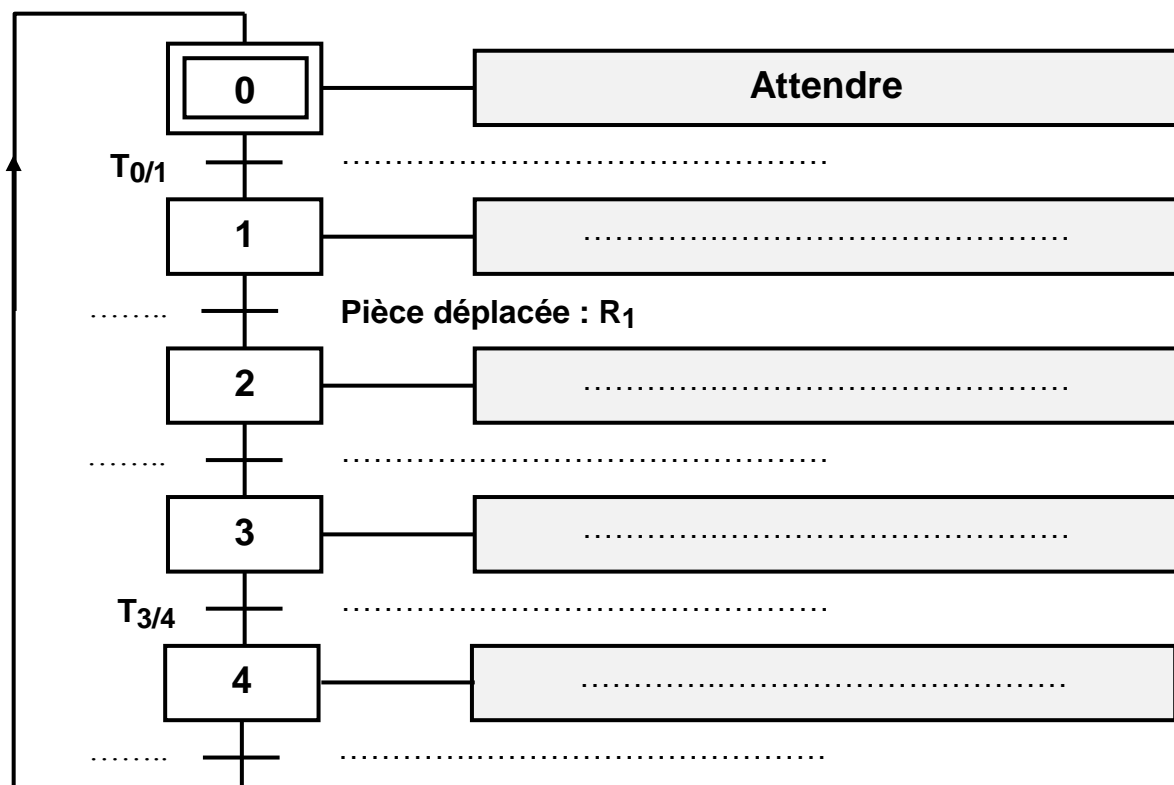 0 Attendre
T0/1 ....................................................
1 ....................................................
........ Pièce déplacée : R1
2 ....................................................
........ ....................................................
3 ....................................................
T3/4 ....................................................
4 ....................................................
........ ....................................................